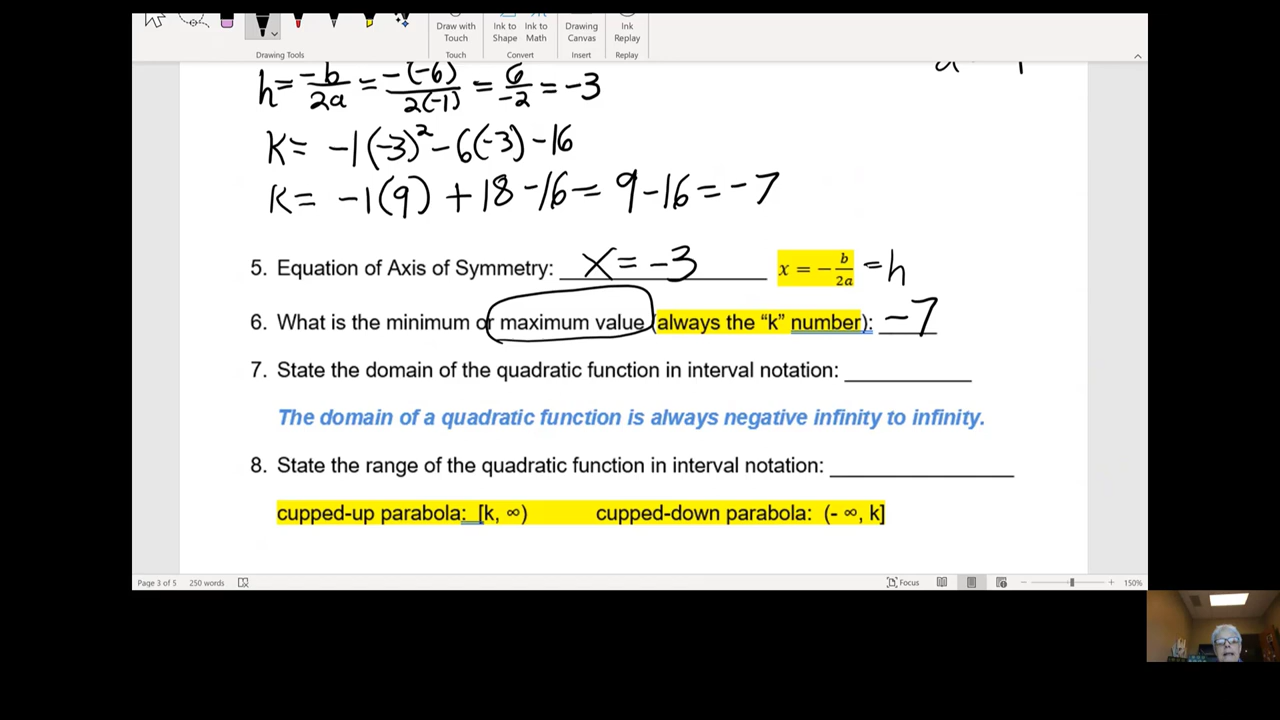 Draw with Touch
Ink to Shape
Ink to Math
Drawing Canvas
Ink Replay
Drawing Tools
Touch
Convert
Insert
Replay
h = -b/2a = -(-6)/2(-1) = 6/-2 = -3
K = -1(-3)² - 6(-3) - 16
K = -1(9) + 18 - 16 = 9 - 16 = -7
5. Equation of Axis of Symmetry: x = -3 x = - b/2a = h
6. What is the minimum or maximum value (always the “k” number): -7
7. State the domain of the quadratic function in interval notation: ____________
The domain of a quadratic function is always negative infinity to infinity.
8. State the range of the quadratic function in interval notation: _________________
cupped-up parabola: [k, ∞) cupped-down parabola: (- ∞, k]
Page 3 of 5 250 words Focus 150%